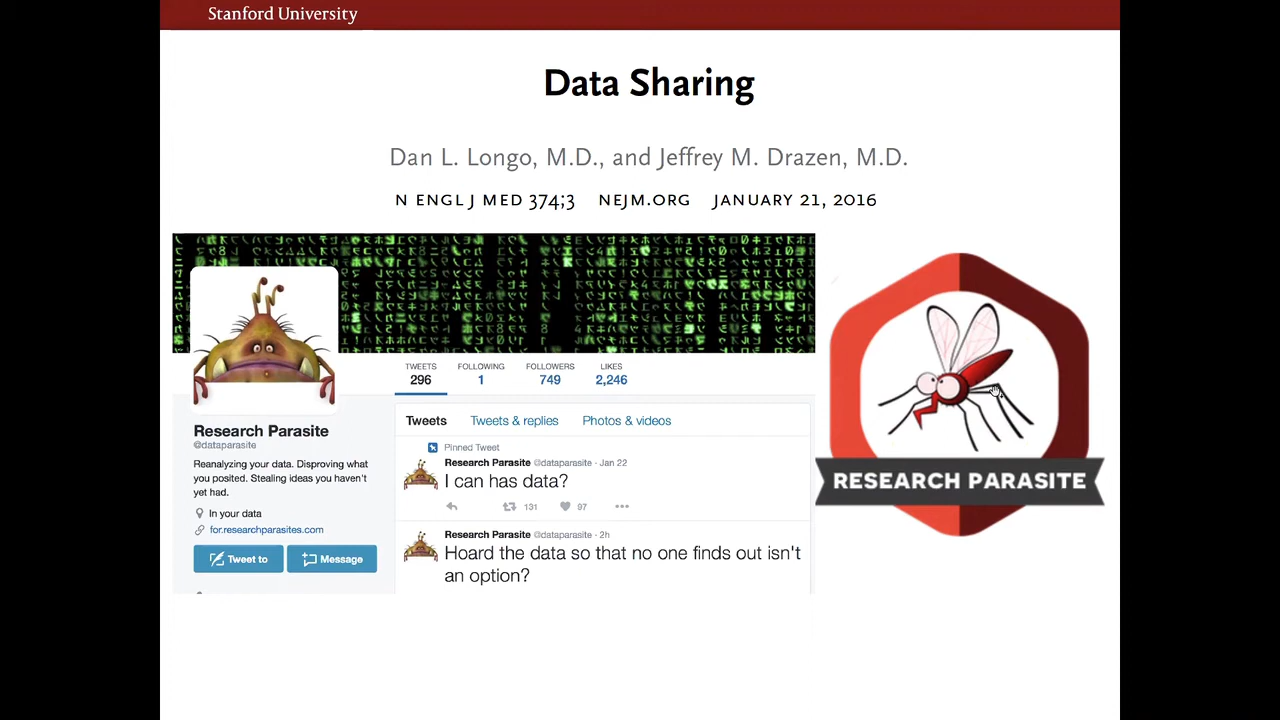 Stanford University
Data Sharing
Dan L. Longo, M.D., and Jeffrey M. Drazen, M.D.
N ENGL J MED 374;3 NEJM.ORG JANUARY 21, 2016
TWEETS FOLLOWING FOLLOWERS LIKES
296 1 749 2,246
Research Parasite
@dataparasite
Reanalyzing your data. Disproving what
you posited. Stealing ideas you haven't
yet had.
In your data
for.researchparasites.com
Tweet to Message
Tweets Tweets & replies Photos & videos
Pinned Tweet
Research Parasite @dataparasite · Jan 22
I can has data?
131 97
Research Parasite @dataparasite · 2h
Hoard the data so that no one finds out isn't
an option?
RESEARCH PARASITE